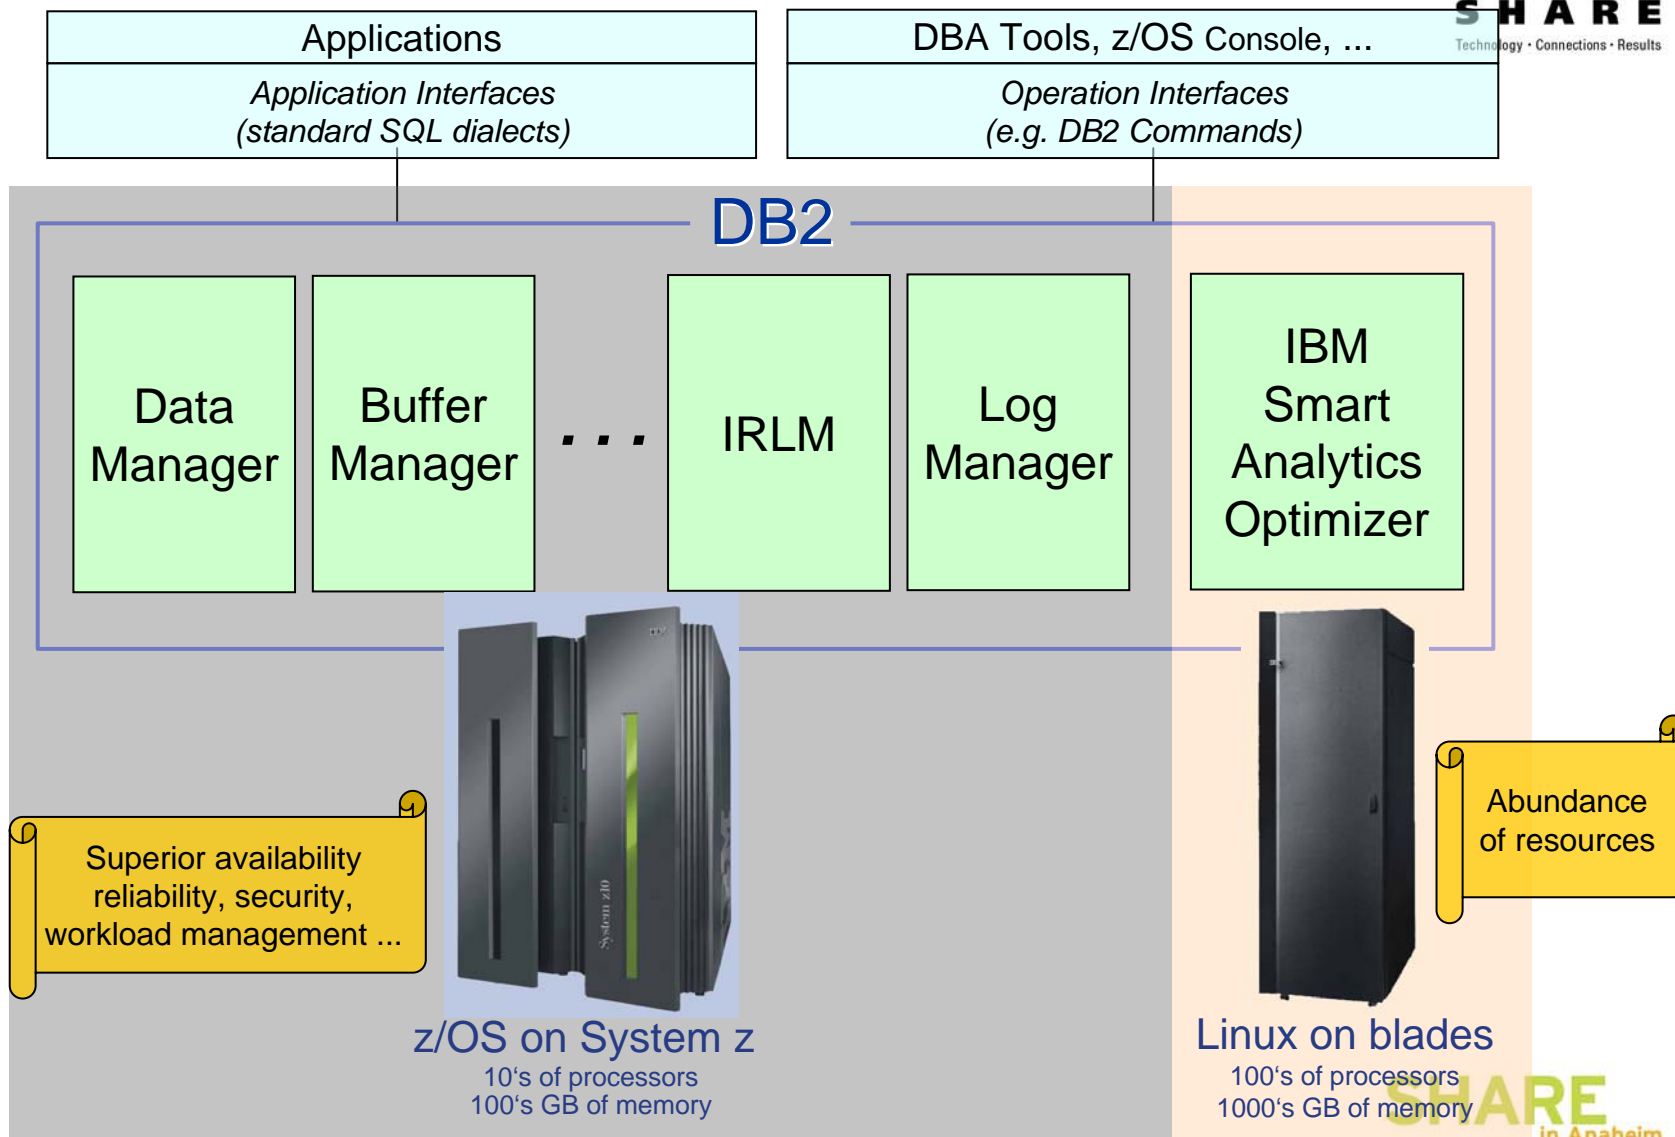 SHARE
Technology · Connections · Results
Applications
Application Interfaces
(standard SQL dialects)
DBA Tools, z/OS Console, ...
Operation Interfaces
(e.g. DB2 Commands)
DB2
Data
Manager
Buffer
Manager
...
IRLM
Log
Manager
IBM
Smart
Analytics
Optimizer
Superior availability
reliability, security,
workload management ...
System z10
Abundance
of resources
z/OS on System z
10's of processors
100's GB of memory
Linux on blades
100's of processors
1000's GB of memory
SHARE
in Anaheim